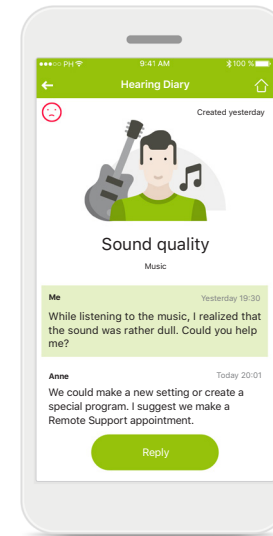 PH 9:41 AM 100 %
Hearing Diary
Created yesterday
Sound quality
Music
Me Yesterday 19:30
While listening to the music, I realized that
the sound was rather dull. Could you help
me?
Anne Today 20:01
We could make a new setting or create a
special program. I suggest we make a
Remote Support appointment.
Reply